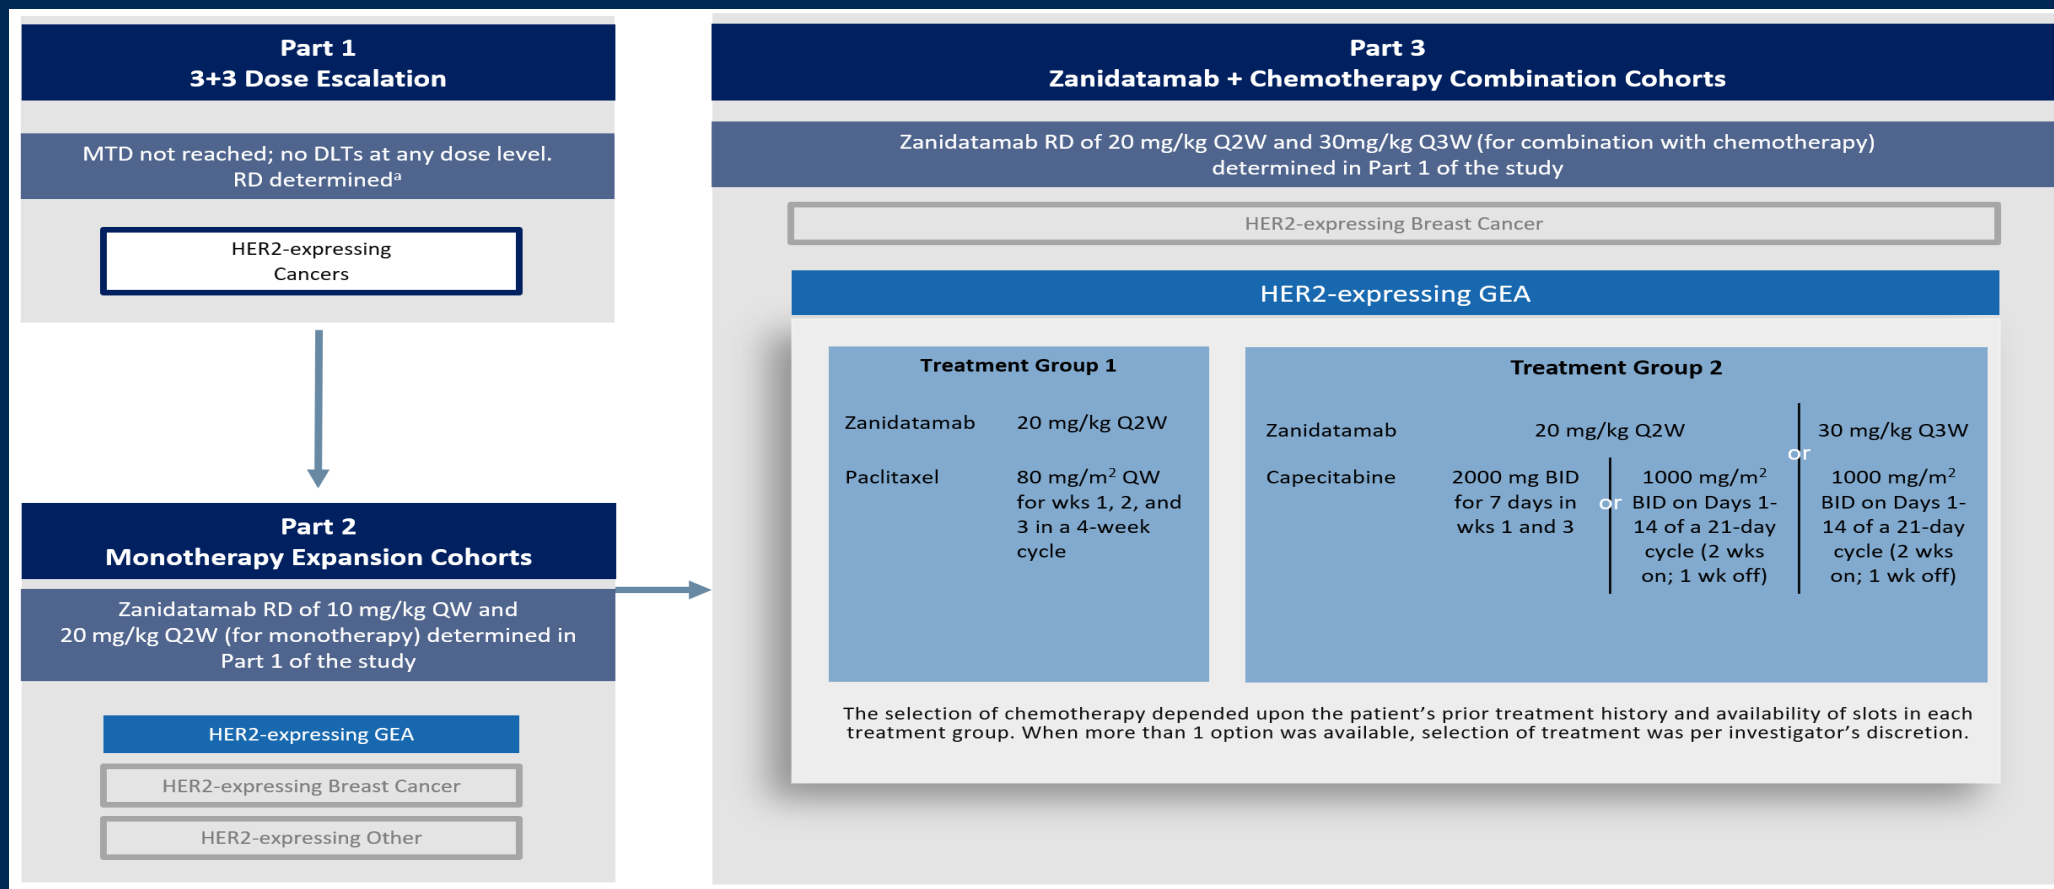 Part 1
3+3 Dose Escalation
MTD not reached; no DLTs at any dose level.
RD determinedᵃ
HER2-expressing
Cancers
Part 2
Monotherapy Expansion Cohorts
Zanidatamab RD of 10 mg/kg QW and
20 mg/kg Q2W (for monotherapy) determined in
Part 1 of the study
HER2-expressing GEA
HER2-expressing Breast Cancer
HER2-expressing Other
Part 3
Zanidatamab + Chemotherapy Combination Cohorts
Zanidatamab RD of 20 mg/kg Q2W and 30mg/kg Q3W (for combination with chemotherapy)
determined in Part 1 of the study
HER2-expressing Breast Cancer
HER2-expressing GEA
Treatment Group 1
Zanidatamab 20 mg/kg Q2W
Paclitaxel 80 mg/m² QW
for wks 1, 2, and
3 in a 4-week
cycle
Treatment Group 2
Zanidatamab 20 mg/kg Q2W or 30 mg/kg Q3W
Capecitabine
2000 mg BID
for 7 days in
wks 1 and 3
or
1000 mg/m²
BID on Days 1-
14 of a 21-day
cycle (2 wks
on; 1 wk off)
1000 mg/m²
BID on Days 1-
14 of a 21-day
cycle (2 wks
on; 1 wk off)
The selection of chemotherapy depended upon the patient’s prior treatment history and availability of slots in each
treatment group. When more than 1 option was available, selection of treatment was per investigator’s discretion.